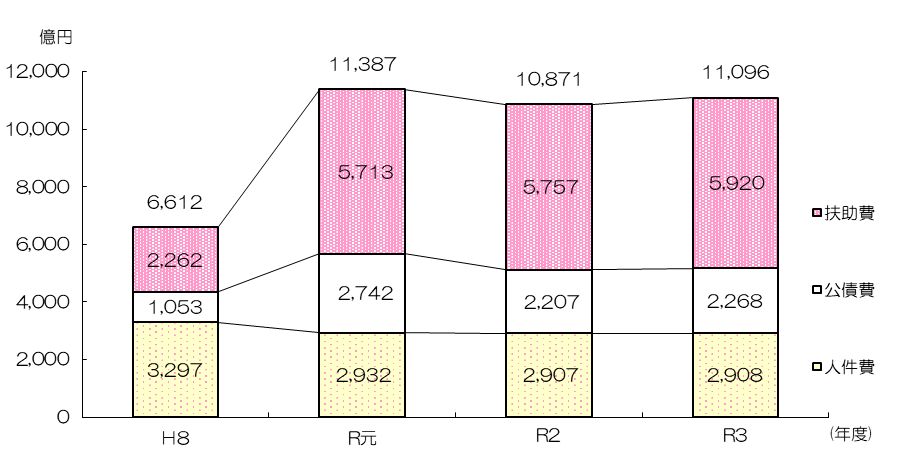 億円
12,000
10,000
8,000
6,000
4,000
2,000
0
6,612
11,387
10,871
11,096
2,262
5,713
5,757
5,920
1,053
2,742
2,207
2,268
3,297
2,932
2,907
2,908
H8
R元
R2
R3
(年度)
扶助費
公債費
人件費